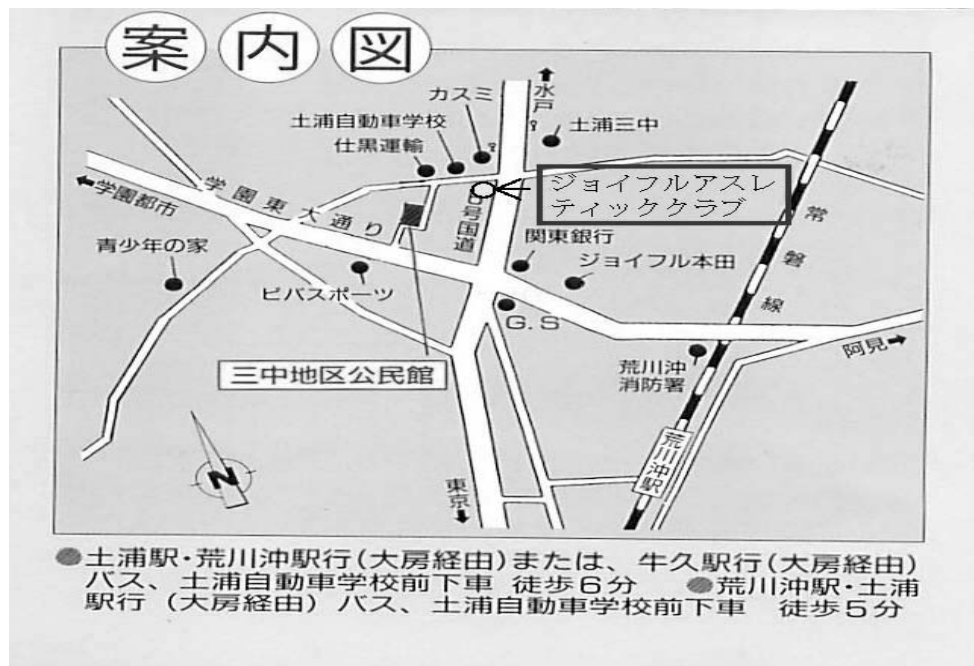 案内図
水戸
カスミ
土浦自動車学校
土浦三中
仕黒運輸
ジョイフルアスレ
ティッククラブ
学園都市
学園東大通り
号国道
常磐線
青少年の家
関東銀行
ジョイフル本田
ビバスポーツ
G.S
三中地区公民館
荒川沖
消防署
阿見
N
荒川沖駅
東京
●土浦駅・荒川沖駅行(大房経由)または、牛久駅行(大房経由)
バス、土浦自動車学校前下車 徒歩6分 ●荒川沖駅・土浦
駅行(大房経由)バス、土浦自動車学校前下車 徒歩5分